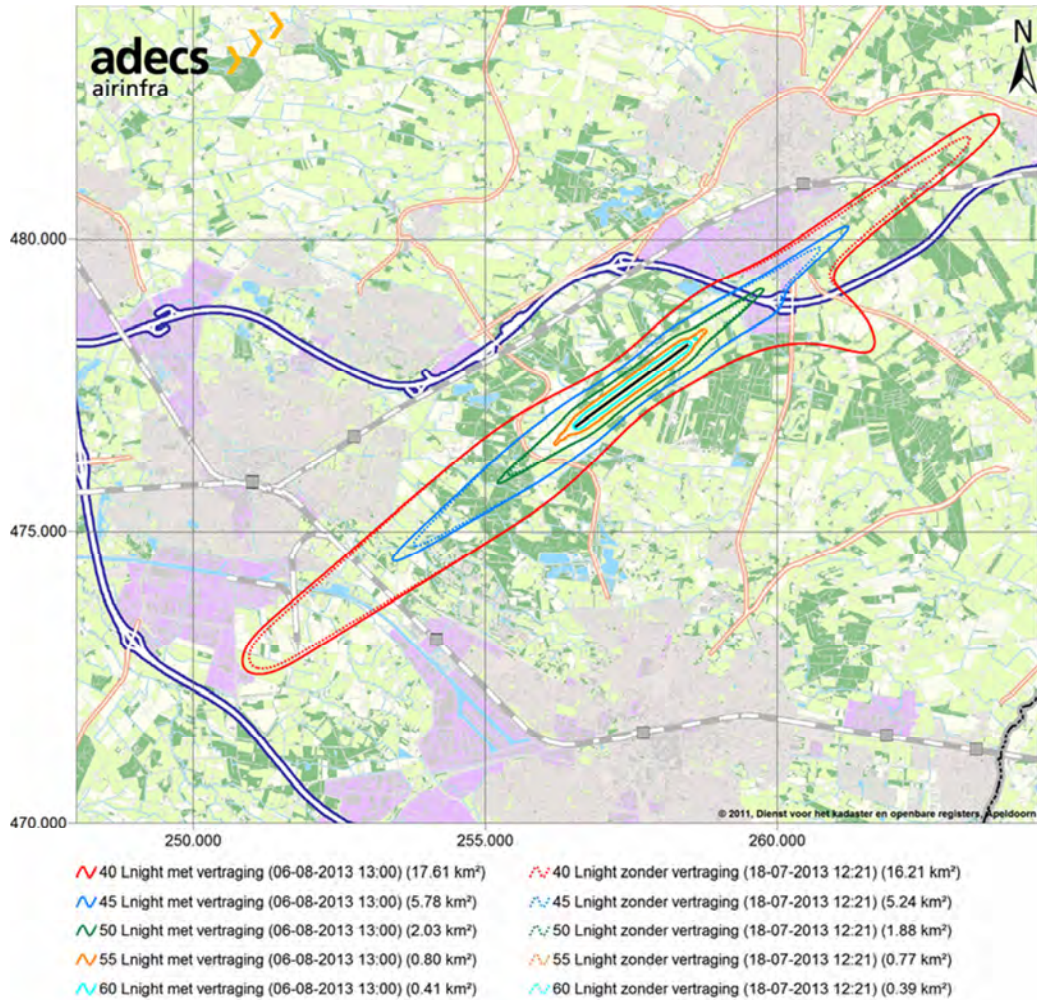 adecs
airinfra
N
480.000
475.000
470.000
© 2011, Dienst voor het kadaster en openbare registers, Apeldoorn
250.000 255.000 260.000
40 Lnight met vertraging (06-08-2013 13:00) (17.61 km²) 40 Lnight zonder vertraging (18-07-2013 12:21) (16.21 km²)
45 Lnight met vertraging (06-08-2013 13:00) (5.78 km²) 45 Lnight zonder vertraging (18-07-2013 12:21) (5.24 km²)
50 Lnight met vertraging (06-08-2013 13:00) (2.03 km²) 50 Lnight zonder vertraging (18-07-2013 12:21) (1.88 km²)
55 Lnight met vertraging (06-08-2013 13:00) (0.80 km²) 55 Lnight zonder vertraging (18-07-2013 12:21) (0.77 km²)
60 Lnight met vertraging (06-08-2013 13:00) (0.41 km²) 60 Lnight zonder vertraging (18-07-2013 12:21) (0.39 km²)